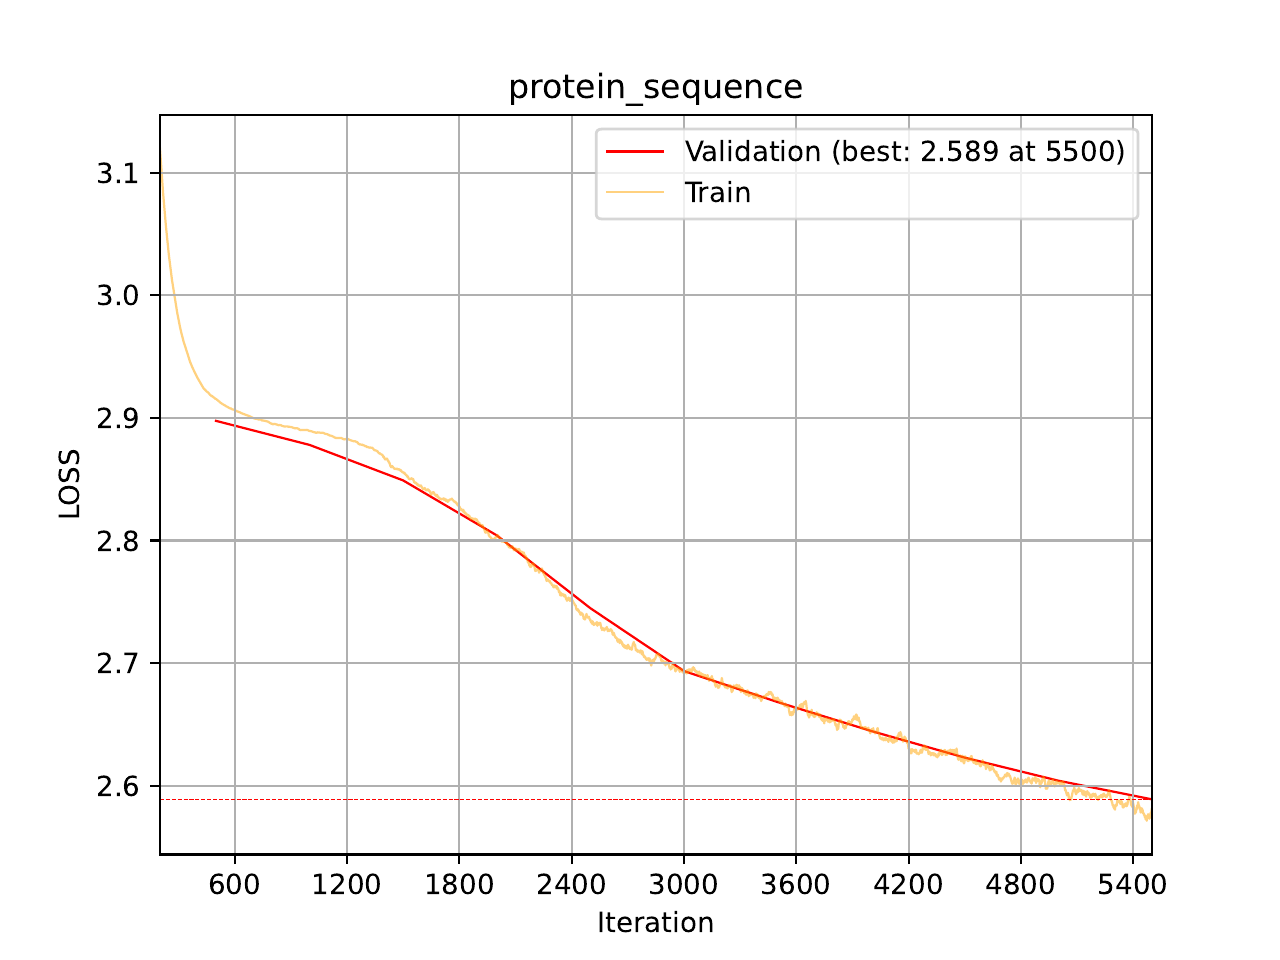 protein_sequence
Validation (best: 2.589 at 5500)
Train
LOSS
3.1
3.0
2.9
2.8
2.7
2.6
600 1200 1800 2400 3000 3600 4200 4800 5400
Iteration